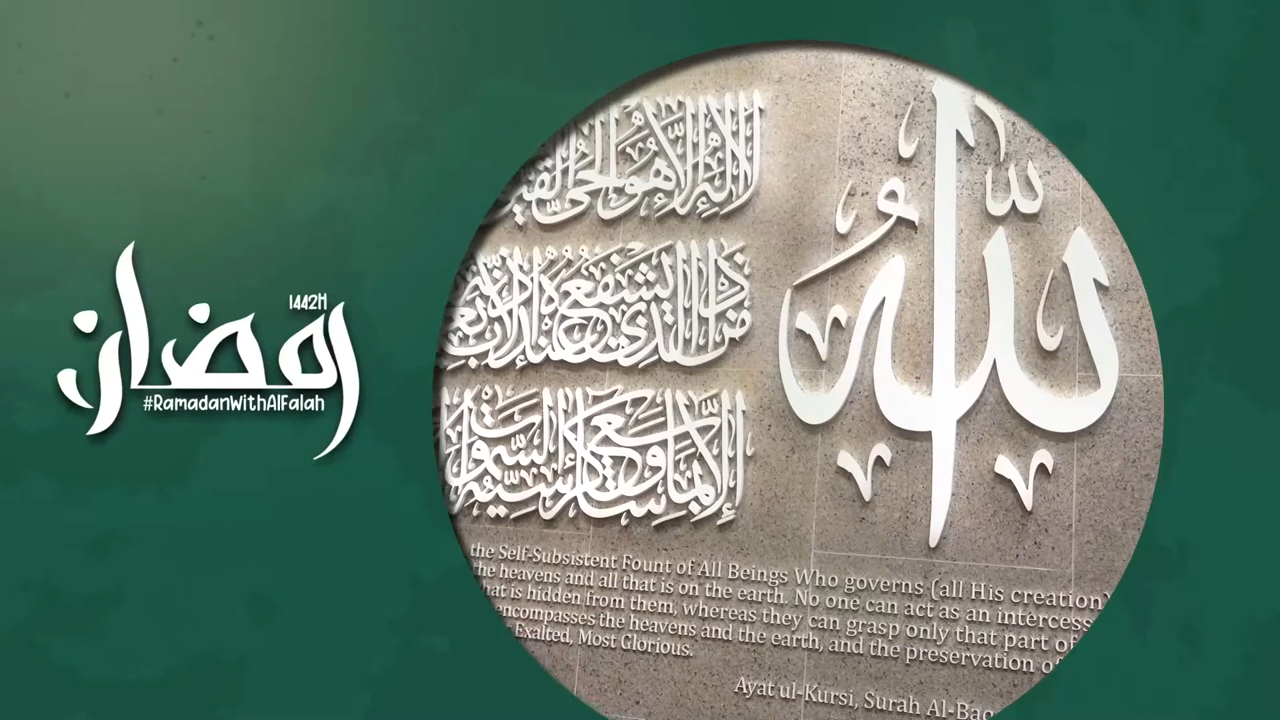 1442H
رمضان
#RamadanWithAlFalah
الله
لا إله إلا هو الحي
من ذا الذي يشفع عنده إلا
إلا بما شاء وسع كرسيه السموات
the Self-Subsistent Fount of All Beings Who governs (all His creation)
the heavens and all that is on the earth. No one can act as an intercess
hat is hidden from them, whereas they can grasp only that part of
encompasses the heavens and the earth, and the preservation of
Exalted, Most Glorious.
Ayat ul-Kursi, Surah Al-Baq